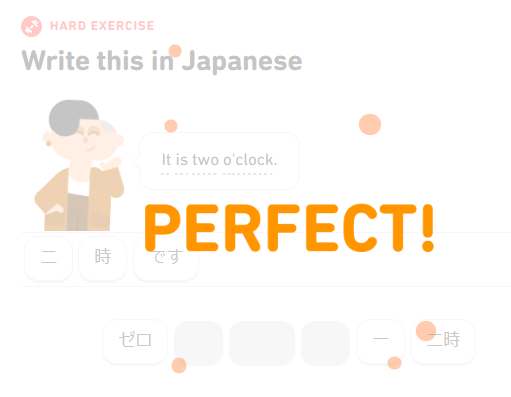 HARD EXERCISE
Write this in Japanese
It is two o'clock.
PERFECT!
二 時 です
ゼロ 一 二時